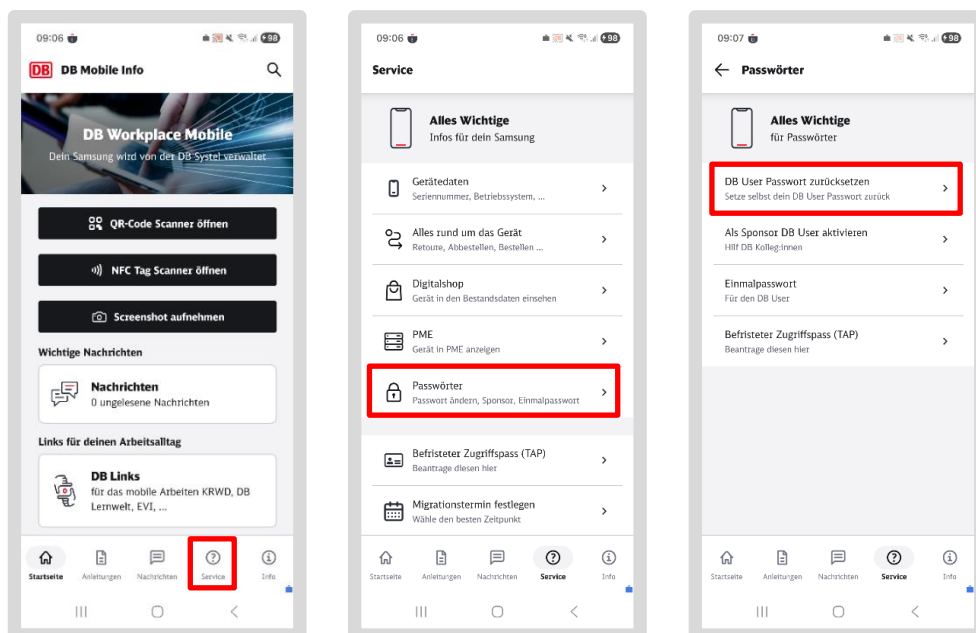 09:06
98
DB DB Mobile Info
DB Workplace Mobile
Dein Samsung wird von der DB Systel verwaltet
QR-Code Scanner öffnen
NFC Tag Scanner öffnen
Screenshot aufnehmen
Wichtige Nachrichten
Nachrichten
0 ungelesene Nachrichten
Links für deinen Arbeitsalltag
DB Links
für das mobile Arbeiten KRWD, DB
Lernwelt, EVI, ...
Startseite Anleitungen Nachrichten Service Info
09:06
98
Service
Alles Wichtige
Infos für dein Samsung
Gerätedaten
Seriennummer, Betriebssystem, ...
Alles rund um das Gerät
Retoure, Abbestellen, Bestellen ...
Digitalshop
Gerät in den Bestandsdaten einsehen
PME
Gerät in PME anzeigen
Passwörter
Passwort ändern, Sponsor, Einmalpasswort
Befristeter Zugriffspass (TAP)
Beantrage diesen hier
Migrationstermin festlegen
Wähle den besten Zeitpunkt
Startseite Anleitungen Nachrichten Service Info
09:07
98
Passwörter
Alles Wichtige
für Passwörter
DB User Passwort zurücksetzen
Setze selbst dein DB User Passwort zurück
Als Sponsor DB User aktivieren
Hilf DB Kolleg:innen
Einmalpasswort
Für den DB User
Befristeter Zugriffspass (TAP)
Beantrage diesen hier
Startseite Anleitungen Nachrichten Service Info